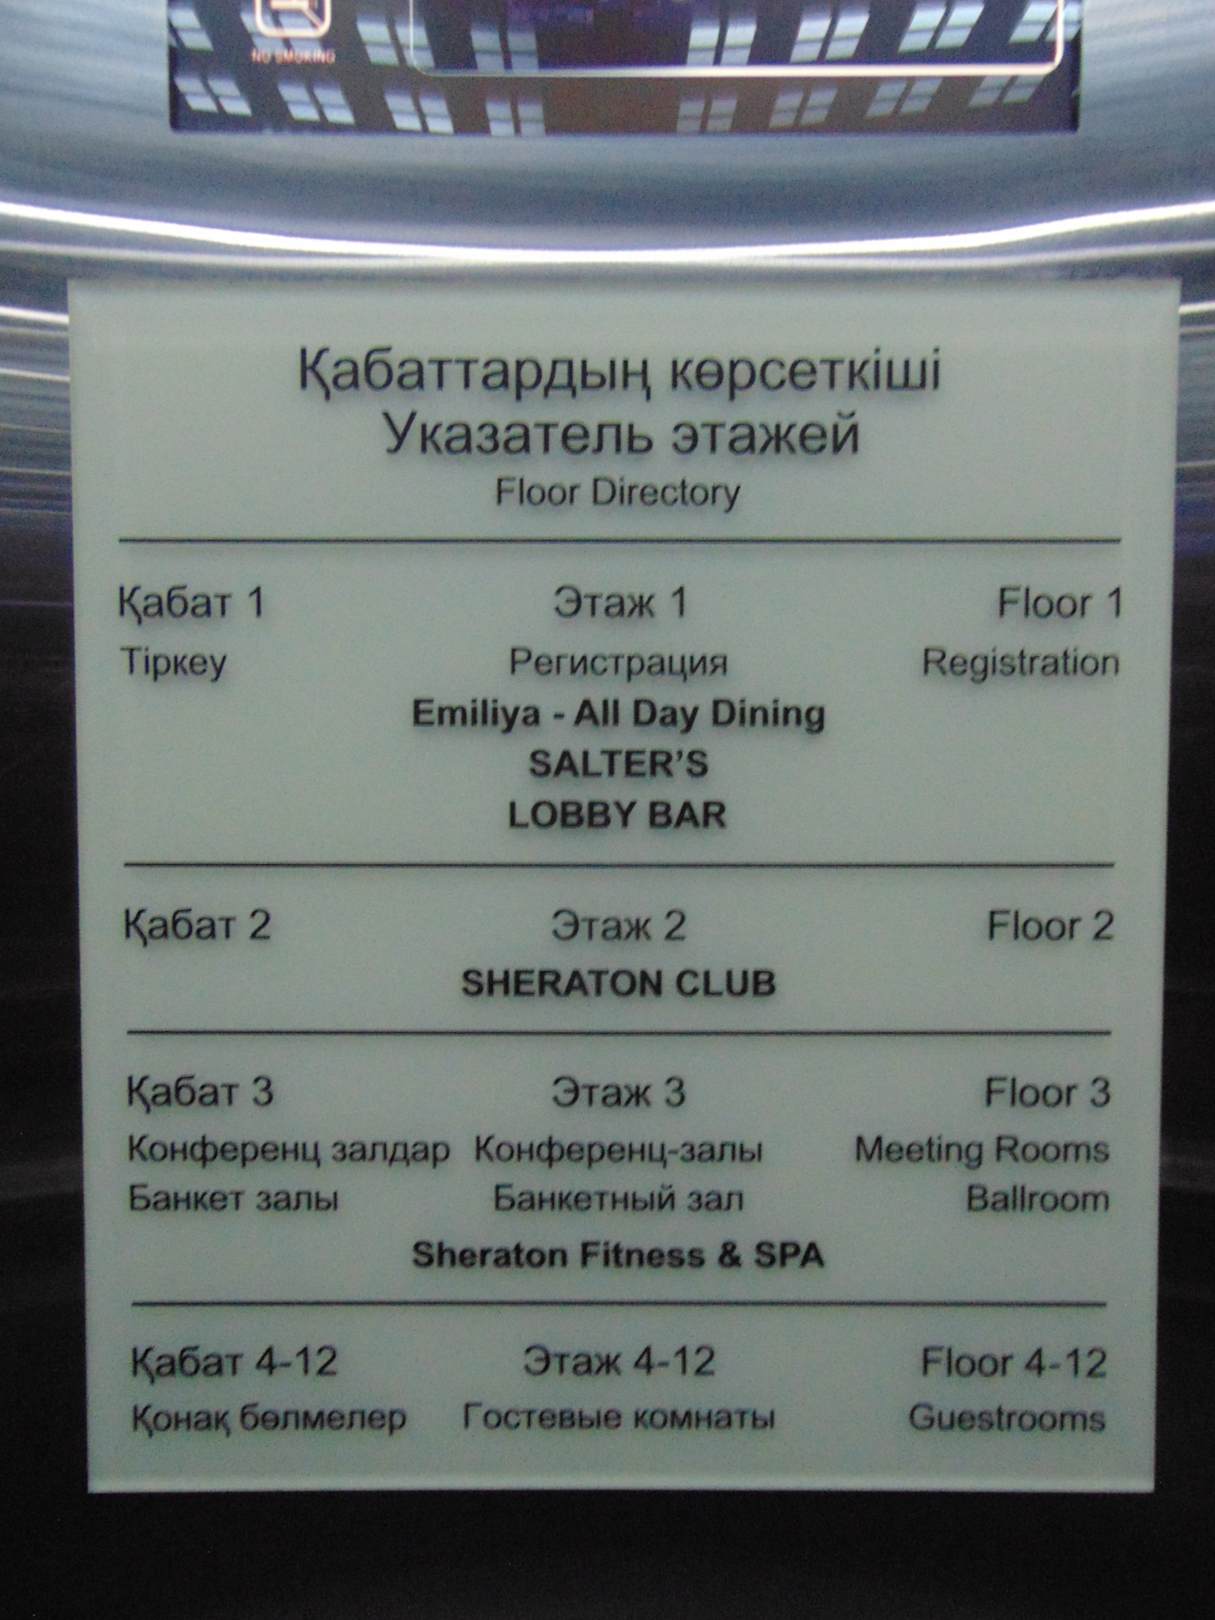 NO SMOKING
Қабаттардың көрсеткіші
Указатель этажей
Floor Directory
Қабат 1 Этаж 1 Floor 1
Тіркеу Регистрация Registration
Emiliya - All Day Dining
SALTER'S
LOBBY BAR
Қабат 2 Этаж 2 Floor 2
SHERATON CLUB
Қабат 3 Этаж 3 Floor 3
Конференц залдар Конференц-залы Meeting Rooms
Банкет залы Банкетный зал Ballroom
Sheraton Fitness & SPA
Қабат 4-12 Этаж 4-12 Floor 4-12
Қонақ бөлмелер Гостевые комнаты Guestrooms